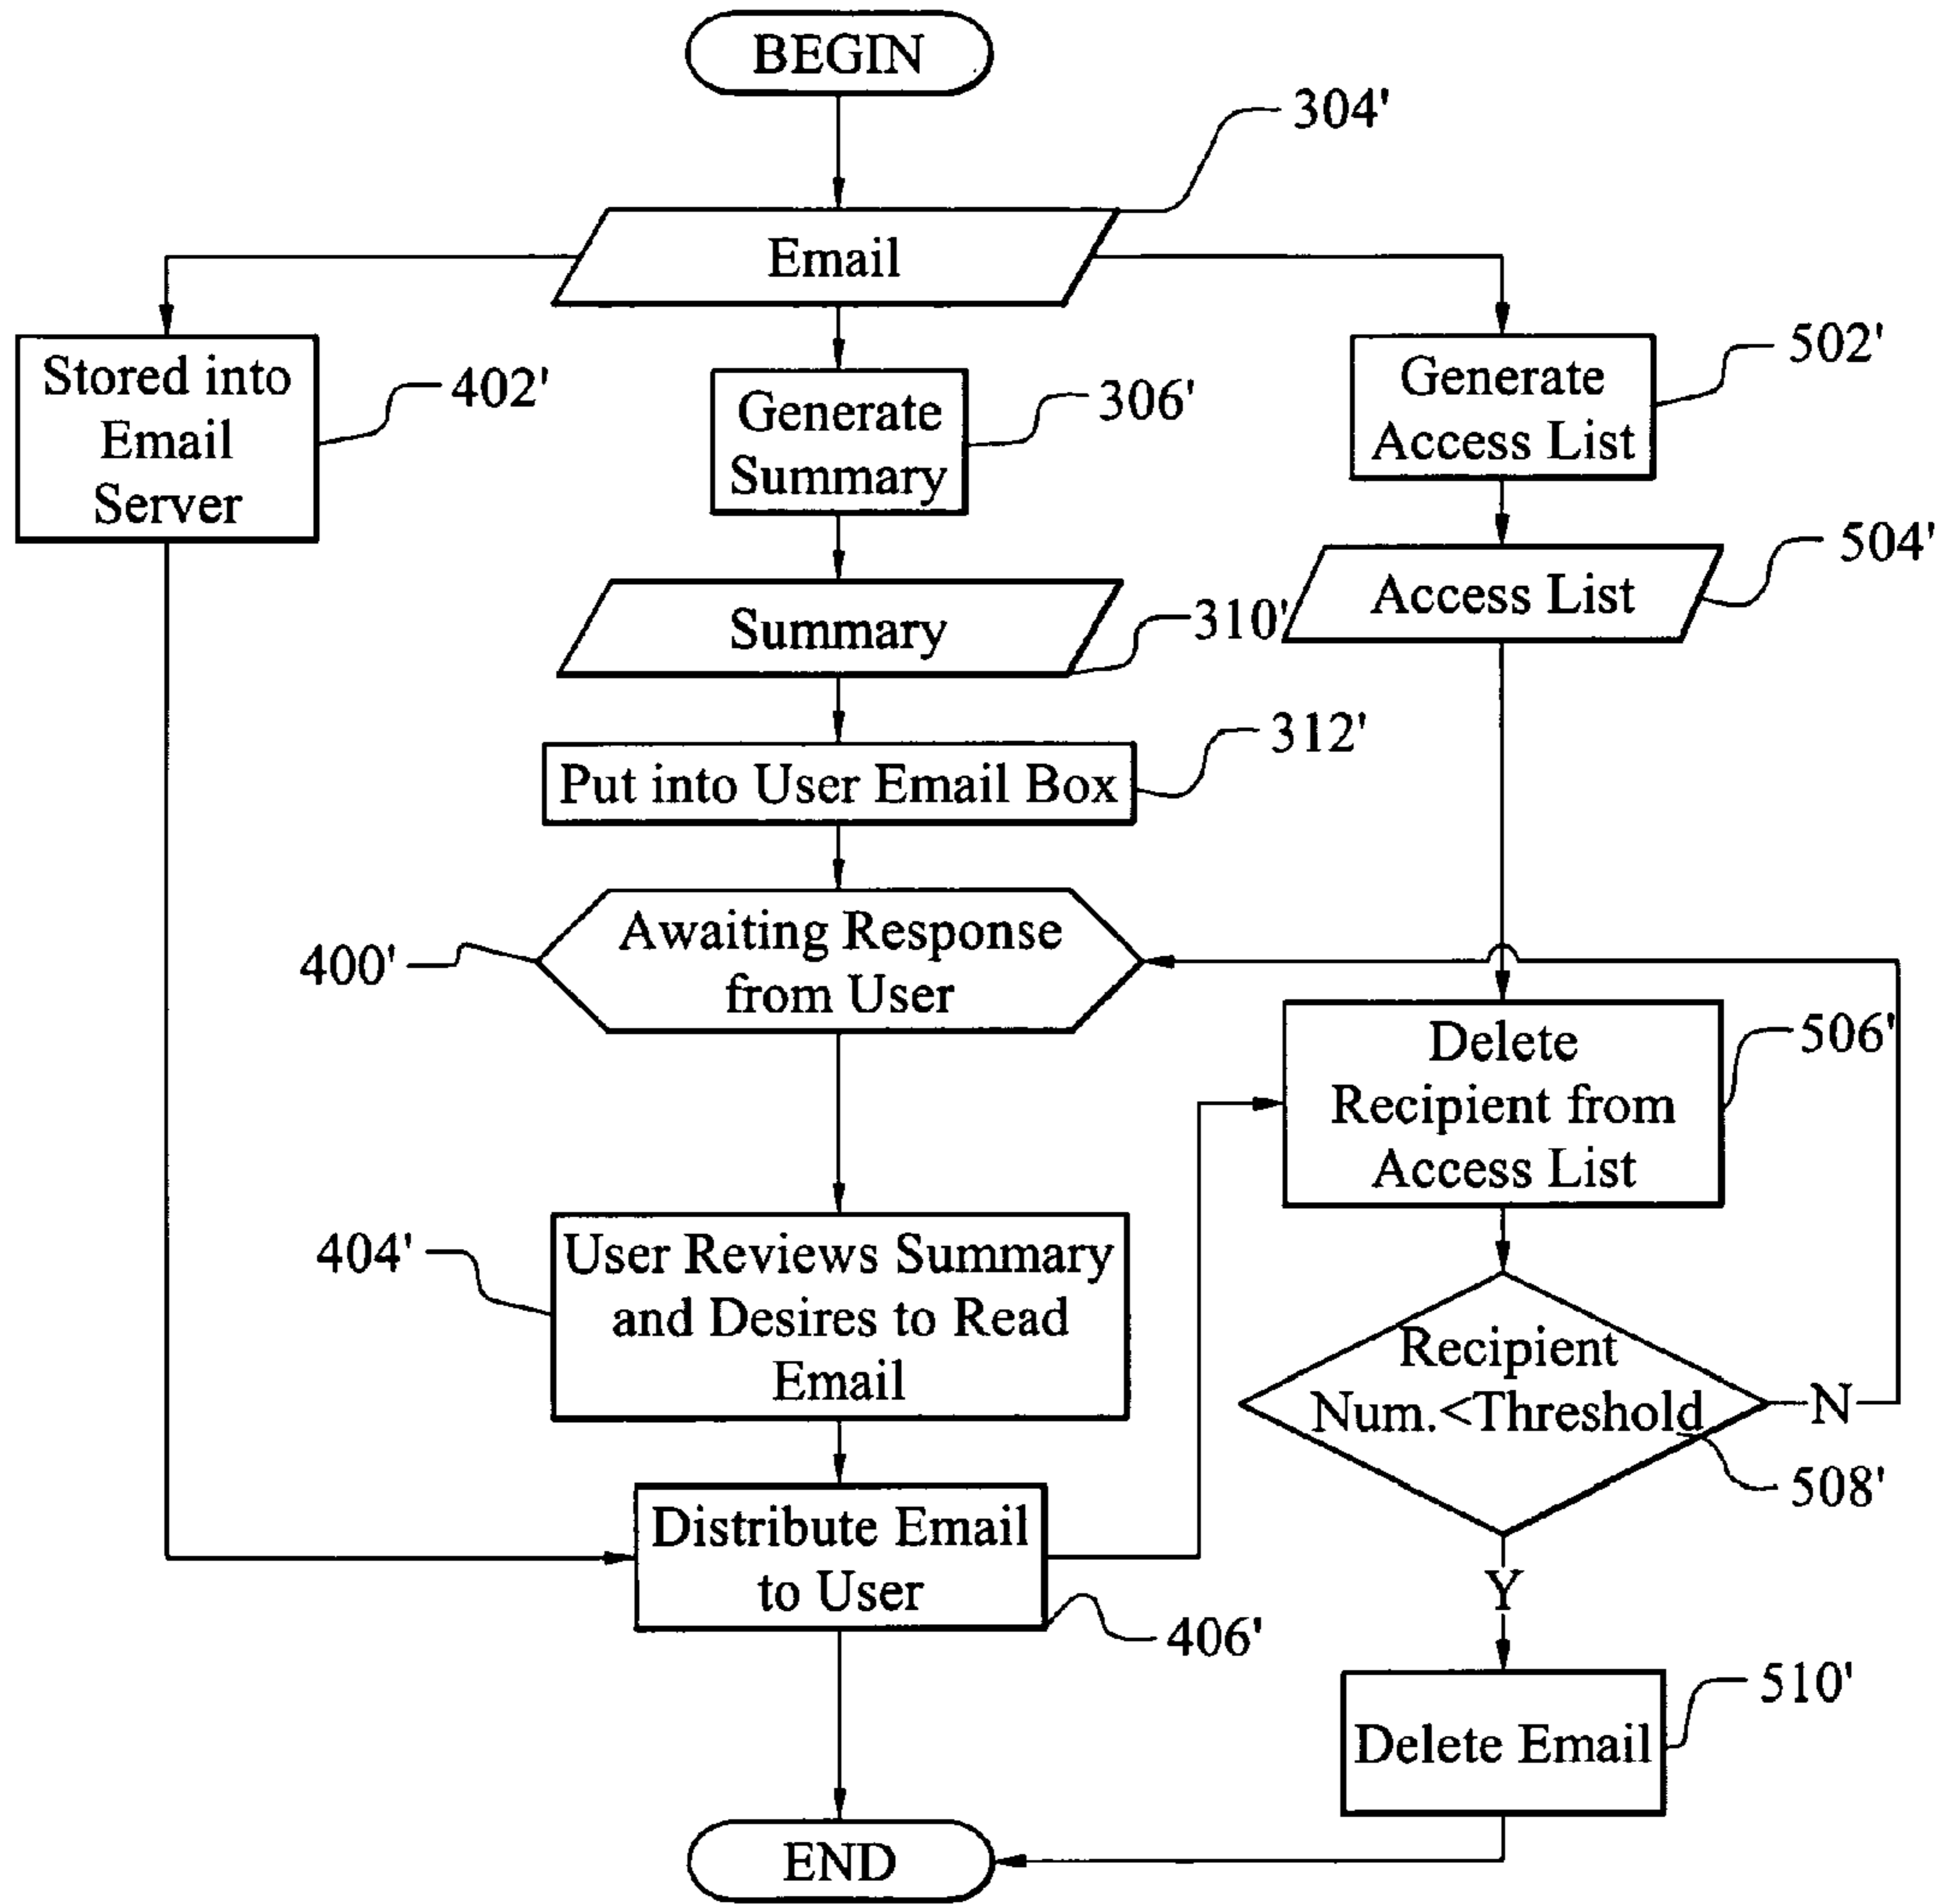 BEGIN
304'
Email
Stored into
Email
Server
402'
Generate
Summary
306'
Generate
Access List
502'
Summary
310'
Access List
504'
Put into User Email Box
312'
Awaiting Response
from User
400'
Delete
Recipient from
Access List
506'
User Reviews Summary
and Desires to Read
Email
404'
Recipient
Num.<Threshold
N
508'
Distribute Email
to User
406'
Y
Delete Email
510'
END